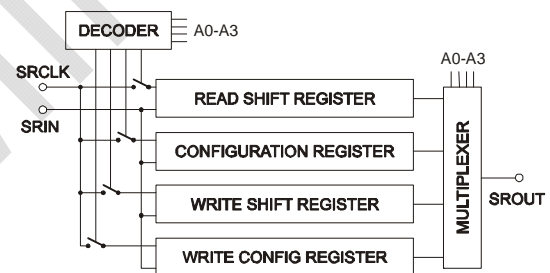 DECODER
A0-A3
A0-A3
SRCLK
READ SHIFT REGISTER
SRIN
CONFIGURATION REGISTER
MULTIPLEXER
WRITE SHIFT REGISTER
SROUT
WRITE CONFIG REGISTER